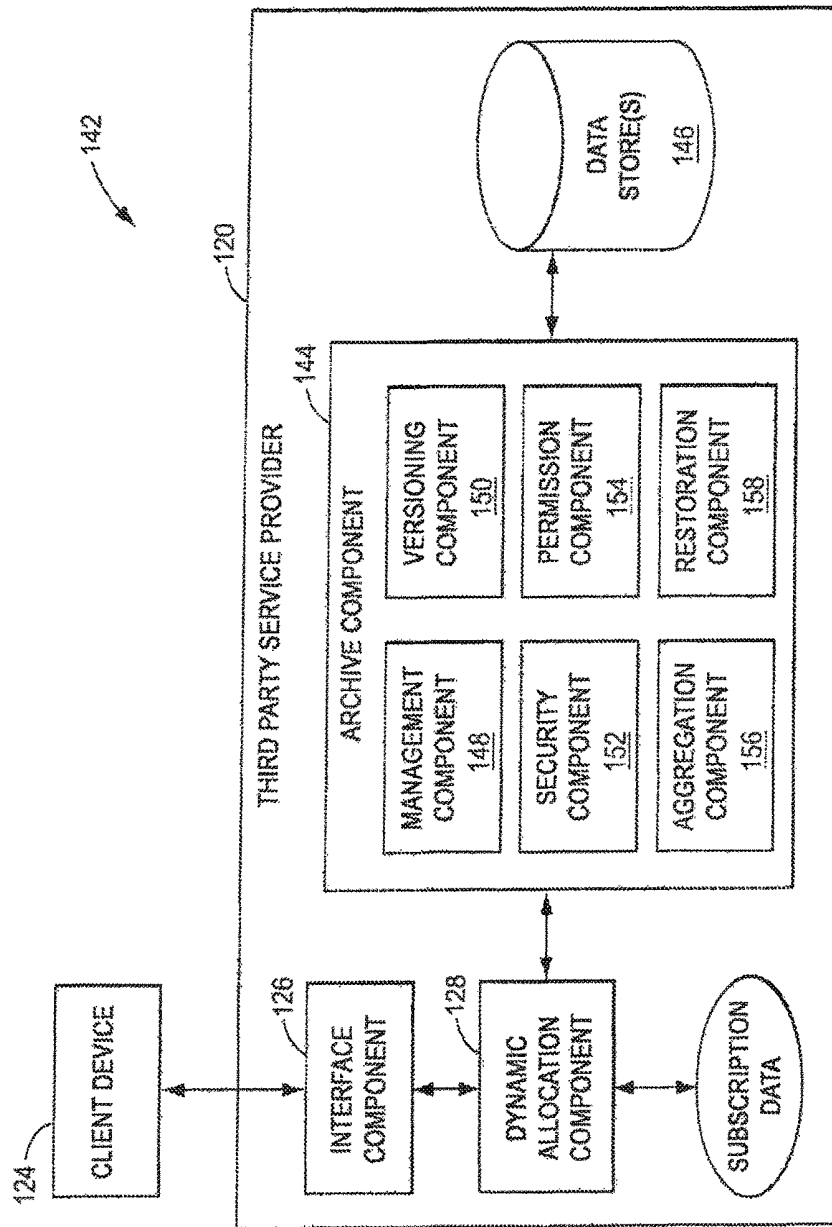 142
124
CLIENT DEVICE
120
THIRD PARTY SERVICE PROVIDER
126
INTERFACE
COMPONENT
128
DYNAMIC
ALLOCATION
COMPONENT
SUBSCRIPTION
DATA
144
ARCHIVE COMPONENT
MANAGEMENT
COMPONENT
148
VERSIONING
COMPONENT
150
SECURITY
COMPONENT
152
PERMISSION
COMPONENT
154
AGGREGATION
COMPONENT
156
RESTORATION
COMPONENT
158
DATA
STORE(S)
146